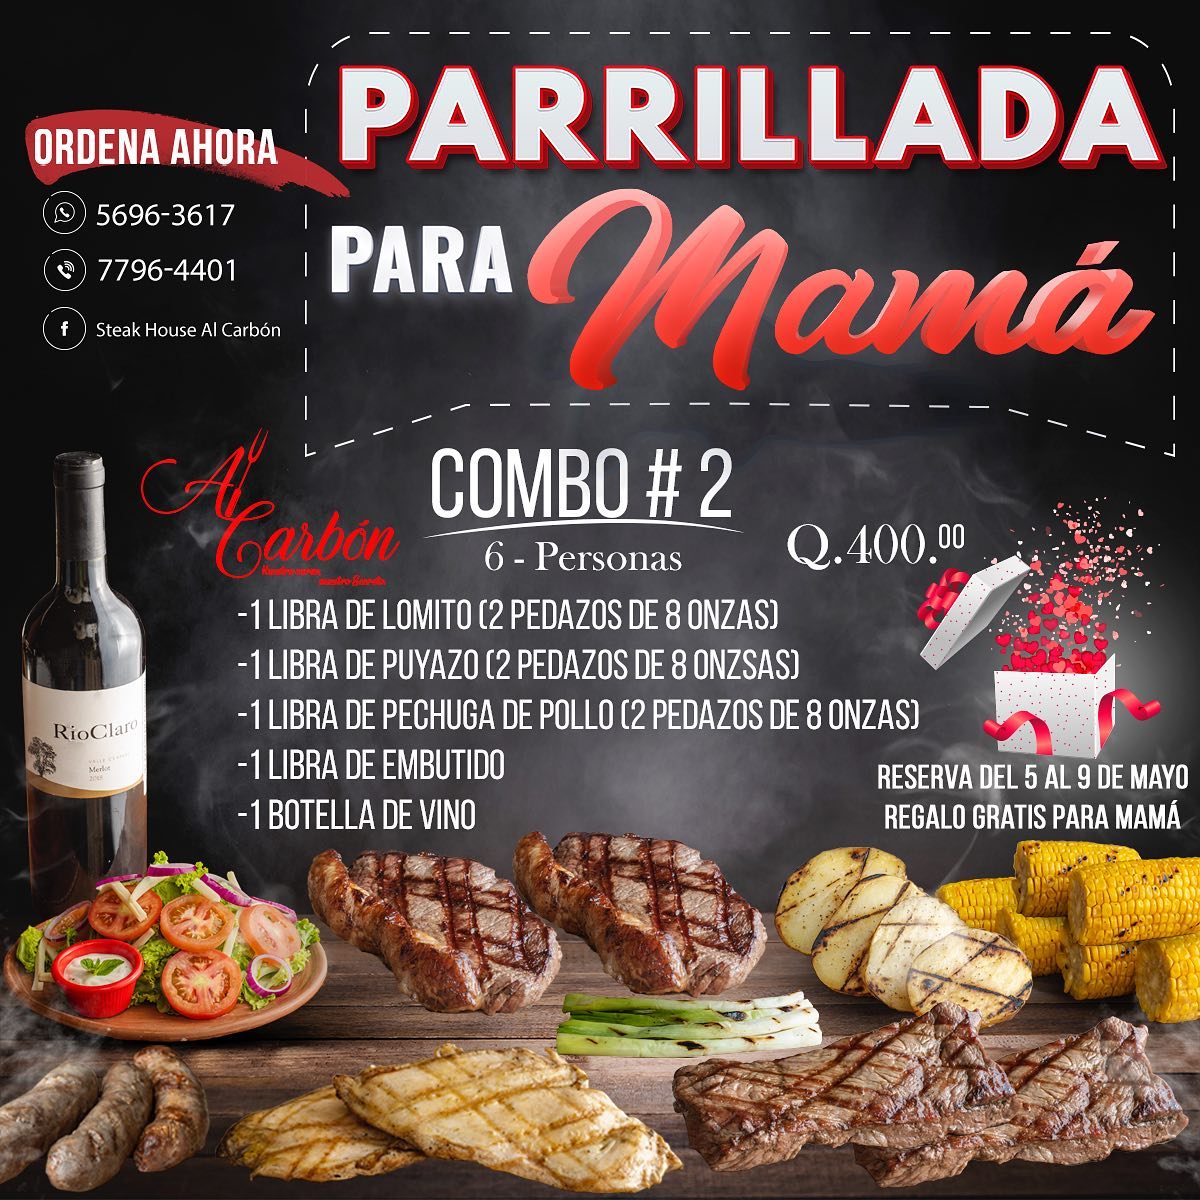 PARRILLADA
PARA Mamá
ORDENA AHORA
5696-3617
7796-4401
f Steak House Al Carbón
Al Carbón
COMBO # 2
6 - Personas
Q.400.00
-1 LIBRA DE LOMITO (2 PEDAZOS DE 8 ONZAS)
-1 LIBRA DE PUYAZO (2 PEDAZOS DE 8 ONZSAS)
-1 LIBRA DE PECHUGA DE POLLO (2 PEDAZOS DE 8 ONZAS)
-1 LIBRA DE EMBUTIDO
-1 BOTELLA DE VINO
RESERVA DEL 5 AL 9 DE MAYO
REGALO GRATIS PARA MAMÁ
RioClaro
Merlot